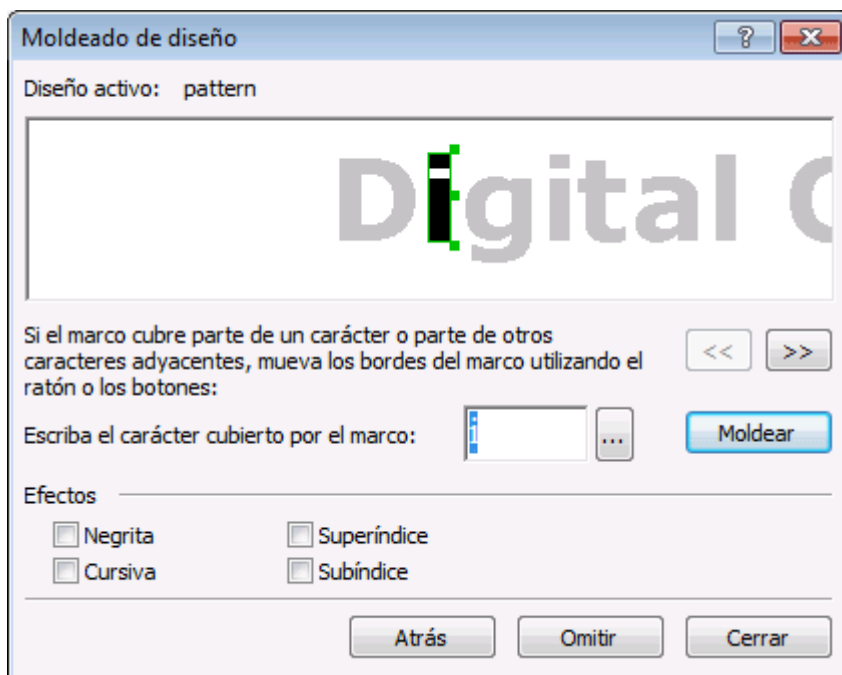 Moldeado de diseño
?
Diseño activo: pattern
Digital C
Si el marco cubre parte de un carácter o parte de otros
caracteres adyacentes, mueva los bordes del marco utilizando el
ratón o los botones:
<< >>
Escriba el carácter cubierto por el marco: i ... Moldear
Efectos
Negrita Superíndice
Cursiva Subíndice
Atrás Omitir Cerrar